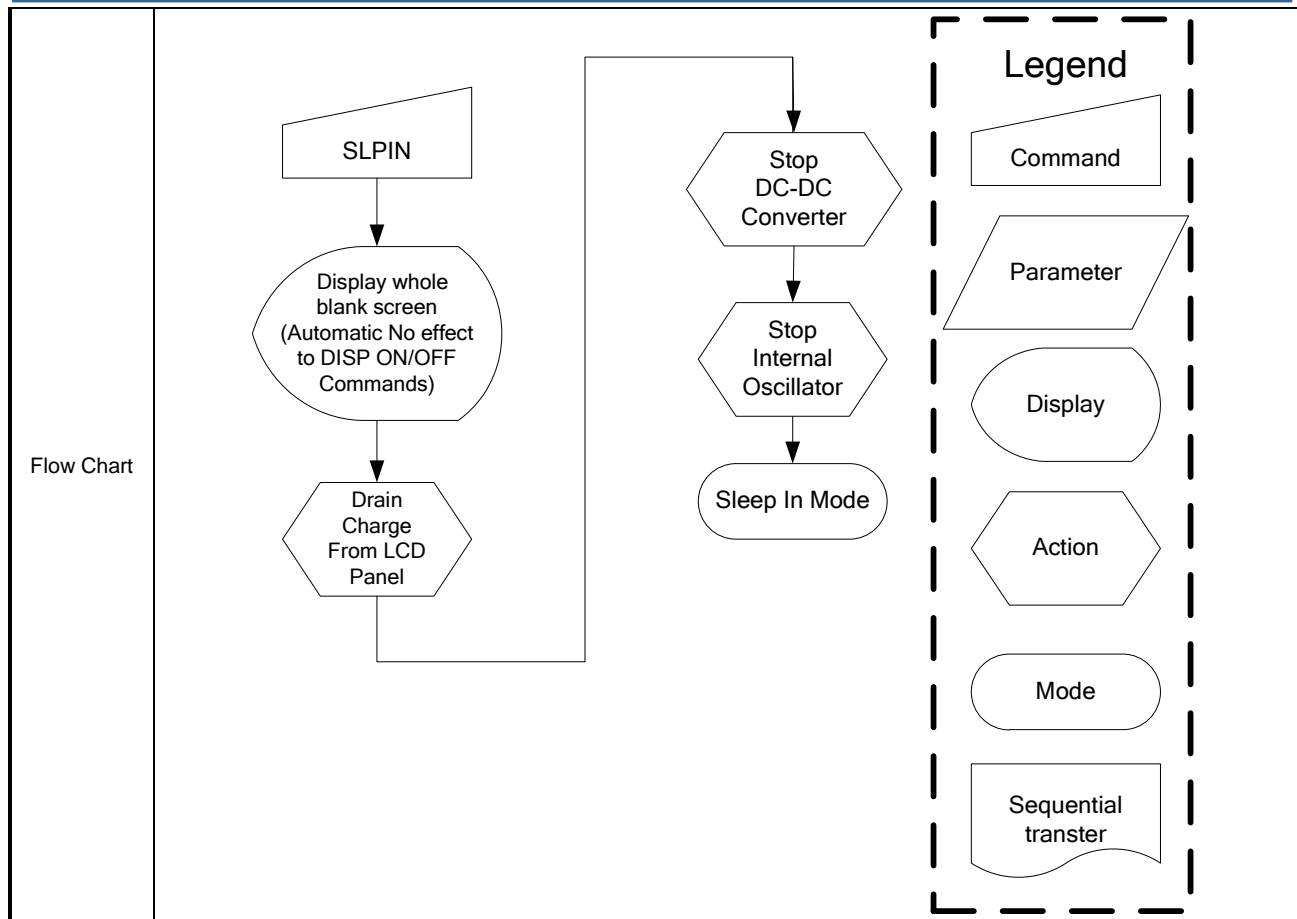 Flow Chart
SLPIN
Display whole
blank screen
(Automatic No effect
to DISP ON/OFF
Commands)
Drain
Charge
From LCD
Panel
Stop
DC-DC
Converter
Stop
Internal
Oscillator
Sleep In Mode
Legend
Command
Parameter
Display
Action
Mode
Sequential
transter